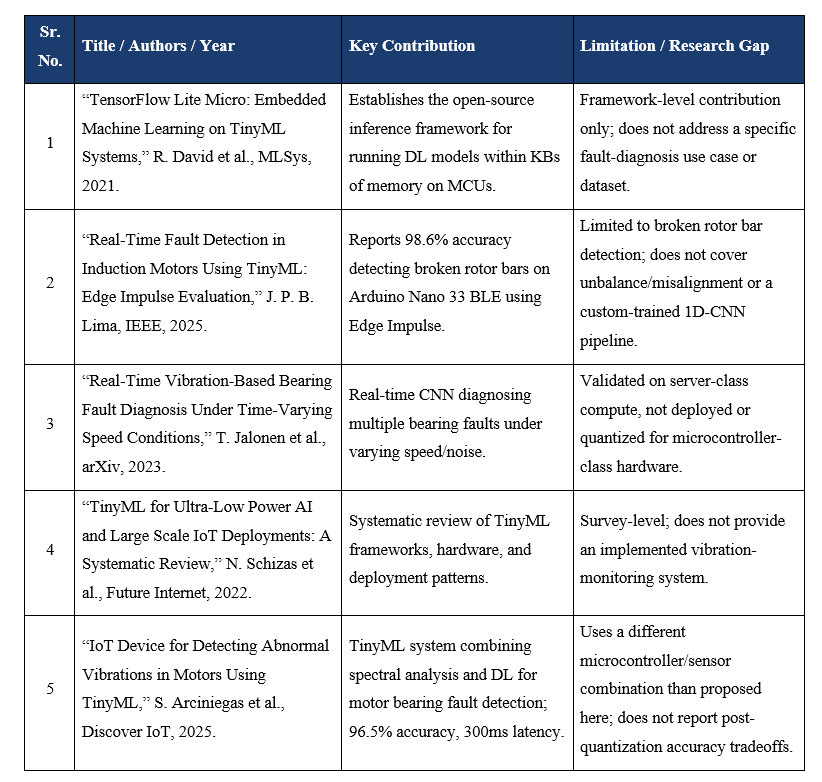 Sr.
No.
Title / Authors / Year
Key Contribution
Limitation / Research Gap
1
“TensorFlow Lite Micro: Embedded
Machine Learning on TinyML
Systems,” R. David et al., MLSys,
2021.
Establishes the open-source
inference framework for
running DL models within KBs
of memory on MCUs.
Framework-level contribution
only; does not address a specific
fault-diagnosis use case or
dataset.
2
“Real-Time Fault Detection in
Induction Motors Using TinyML:
Edge Impulse Evaluation,” J. P. B.
Lima, IEEE, 2025.
Reports 98.6% accuracy
detecting broken rotor bars on
Arduino Nano 33 BLE using
Edge Impulse.
Limited to broken rotor bar
detection; does not cover
unbalance/misalignment or a
custom-trained 1D-CNN
pipeline.
3
“Real-Time Vibration-Based Bearing
Fault Diagnosis Under Time-Varying
Speed Conditions,” T. Jalonen et al.,
arXiv, 2023.
Real-time CNN diagnosing
multiple bearing faults under
varying speed/noise.
Validated on server-class
compute, not deployed or
quantized for microcontroller-
class hardware.
4
“TinyML for Ultra-Low Power AI
and Large Scale IoT Deployments: A
Systematic Review,” N. Schizas et
al., Future Internet, 2022.
Systematic review of TinyML
frameworks, hardware, and
deployment patterns.
Survey-level; does not provide
an implemented vibration-
monitoring system.
5
“IoT Device for Detecting Abnormal
Vibrations in Motors Using
TinyML,” S. Arciniegas et al.,
Discover IoT, 2025.
TinyML system combining
spectral analysis and DL for
motor bearing fault detection;
96.5% accuracy, 300ms latency.
Uses a different
microcontroller/sensor
combination than proposed
here; does not report post-
quantization accuracy tradeoffs.